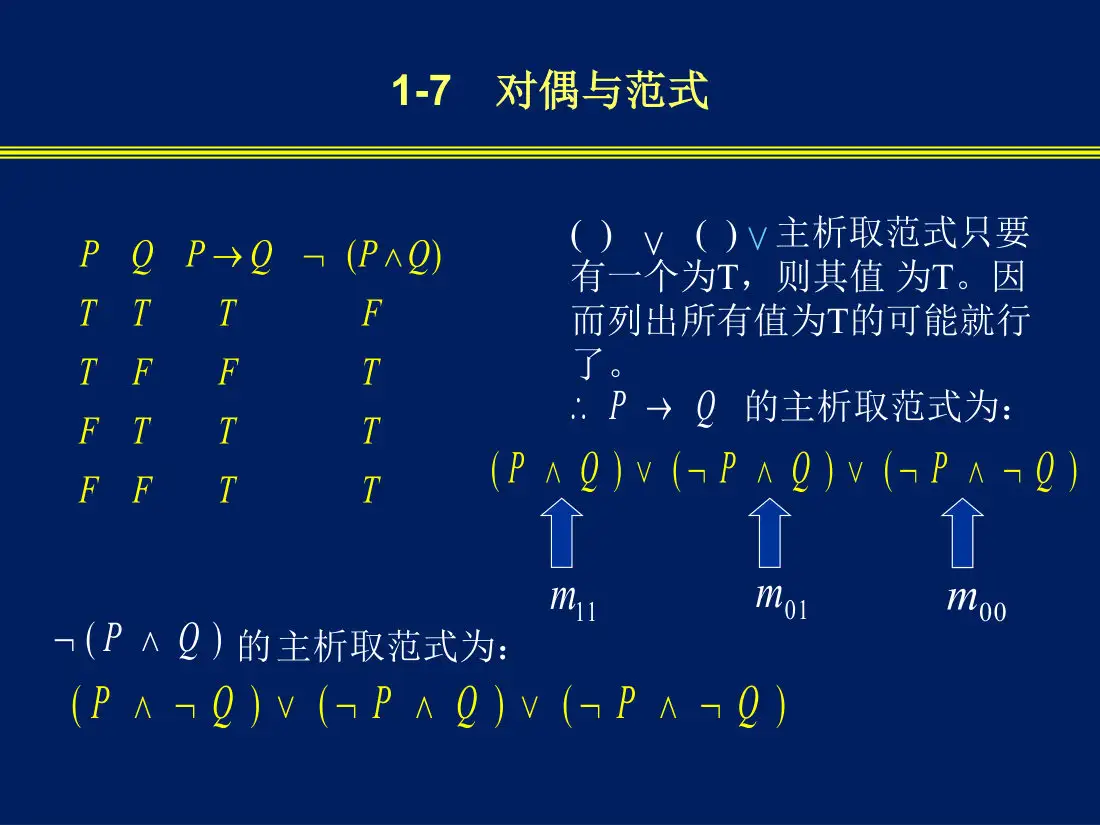 1-7 对偶与范式
P Q P→Q ¬ (P∧Q)
T T T F
T F F T
F T T T
F F T T
( ) ∨ ( )∨主析取范式只要
有一个为T，则其值 为T。因
而列出所有值为T的可能就行
了。
∴ P → Q 的主析取范式为：
(P ∧ Q)∨(¬P ∧ Q)∨(¬P ∧ ¬Q)
m11 m01 m00
¬(P ∧ Q)的主析取范式为：
(P ∧ ¬Q)∨(¬P ∧ Q)∨(¬P ∧ ¬Q)